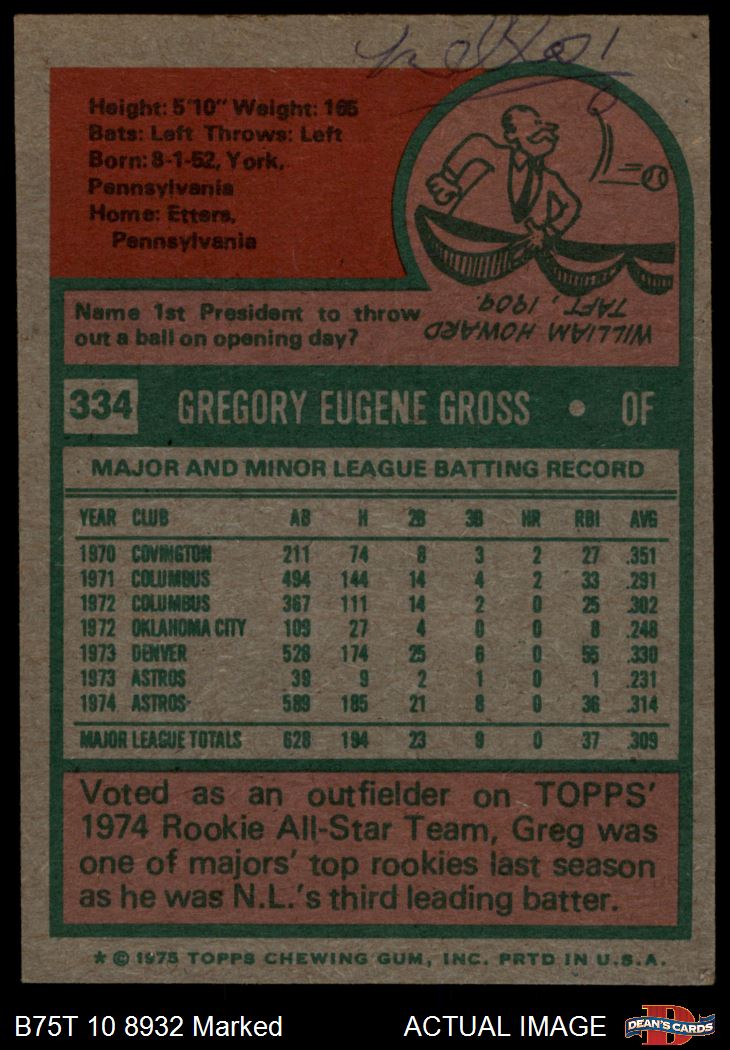 Height: 5'10" Weight: 165
Bats: Left Throws: Left
Born: 8-1-52, York,
Pennsylvania
Home: Etters,
Pennsylvania
WILLIAM HOWARD
TAFT, 1909.
Name 1st President to throw
out a ball on opening day?
334 GREGORY EUGENE GROSS • OF
MAJOR AND MINOR LEAGUE BATTING RECORD
YEAR CLUB AB H 2B 3B HR RBI AVG
1970 COVINGTON 211 74 8 3 2 27 .351
1971 COLUMBUS 494 144 14 4 2 33 .291
1972 COLUMBUS 367 111 14 2 0 25 .302
1972 OKLAHOMA CITY 109 27 4 0 0 8 .248
1973 DENVER 528 174 25 6 0 55 .330
1973 ASTROS 39 9 2 1 0 1 .231
1974 ASTROS 589 185 21 8 0 36 .314
MAJOR LEAGUE TOTALS 628 194 23 9 0 37 .309
Voted as an outfielder on TOPPS'
1974 Rookie All-Star Team, Greg was
one of majors' top rookies last season
as he was N.L.'s third leading batter.
* © 1975 TOPPS CHEWING GUM, INC. PRTD IN U.S.A.
B75T 10 8932 Marked ACTUAL IMAGE DEAN'S CARDS